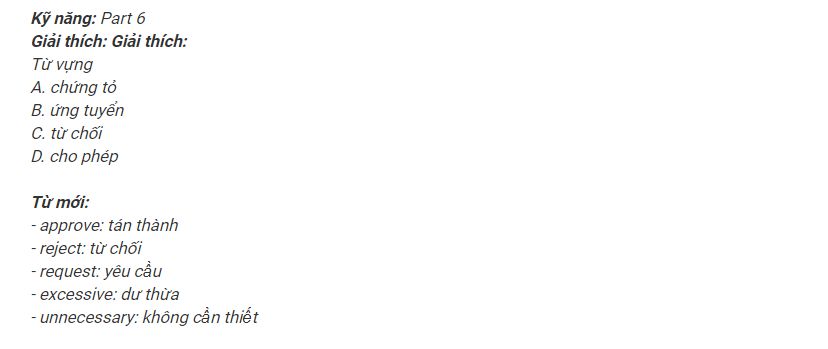 Kỹ năng: Part 6
Giải thích: Giải thích:
Từ vựng
A. chứng tỏ
B. ứng tuyển
C. từ chối
D. cho phép
Từ mới:
- approve: tán thành
- reject: từ chối
- request: yêu cầu
- excessive: dư thừa
- unnecessary: không cần thiết